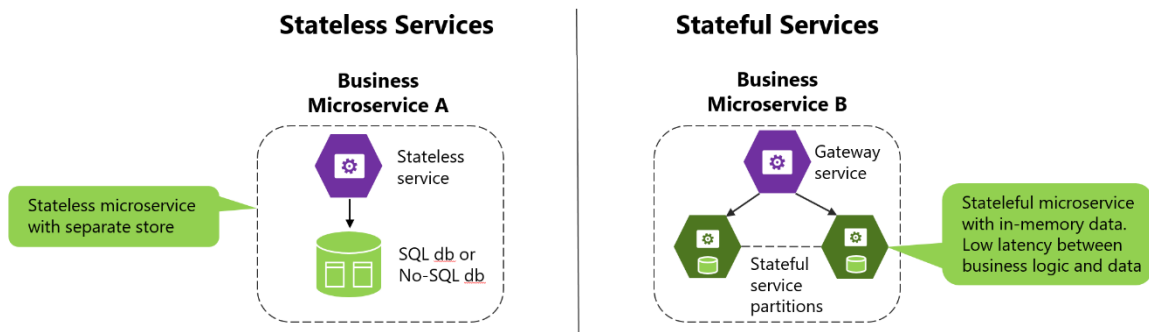 Stateless Services
Business
Microservice A
Stateless
service
Stateless microservice
with separate store
SQL db or
No-SQL db
Stateful Services
Business
Microservice B
Gateway
service
Stateful
service
partitions
Stateleful microservice
with in-memory data.
Low latency between
business logic and data